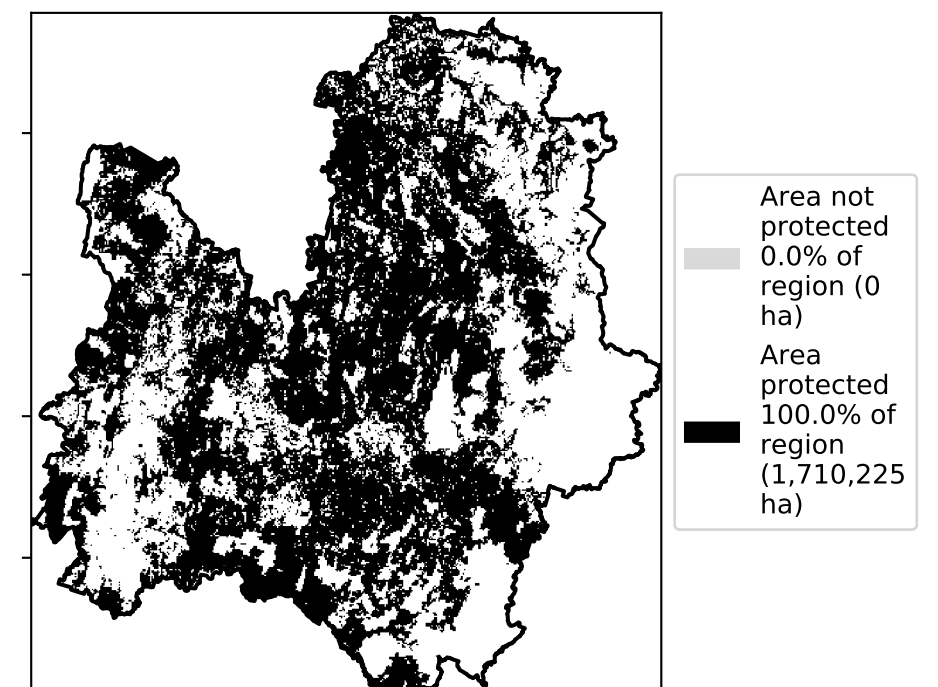 Area not
protected
0.0% of
region (0
ha)
Area
protected
100.0% of
region
(1,710,225
ha)